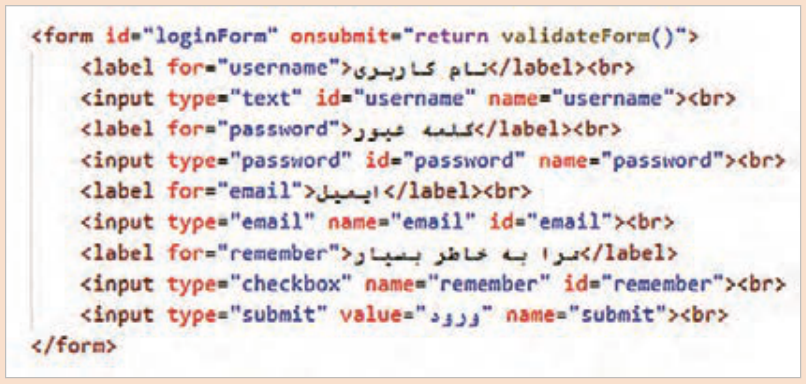 <form id="loginForm" onsubmit="return validateForm()">
<label for="username">نام کاربری</label><br>
<input type="text" id="username" name="username"><br>
<label for="password">کلمه عبور</label><br>
<input type="password" id="password" name="password"><br>
<label for="email">ایمیل</label><br>
<input type="email" name="email" id="email"><br>
<label for="remember">مرا به خاطر بسپار</label>
<input type="checkbox" name="remember" id="remember"><br>
<input type="submit" value="ورود" name="submit"><br>
</form>